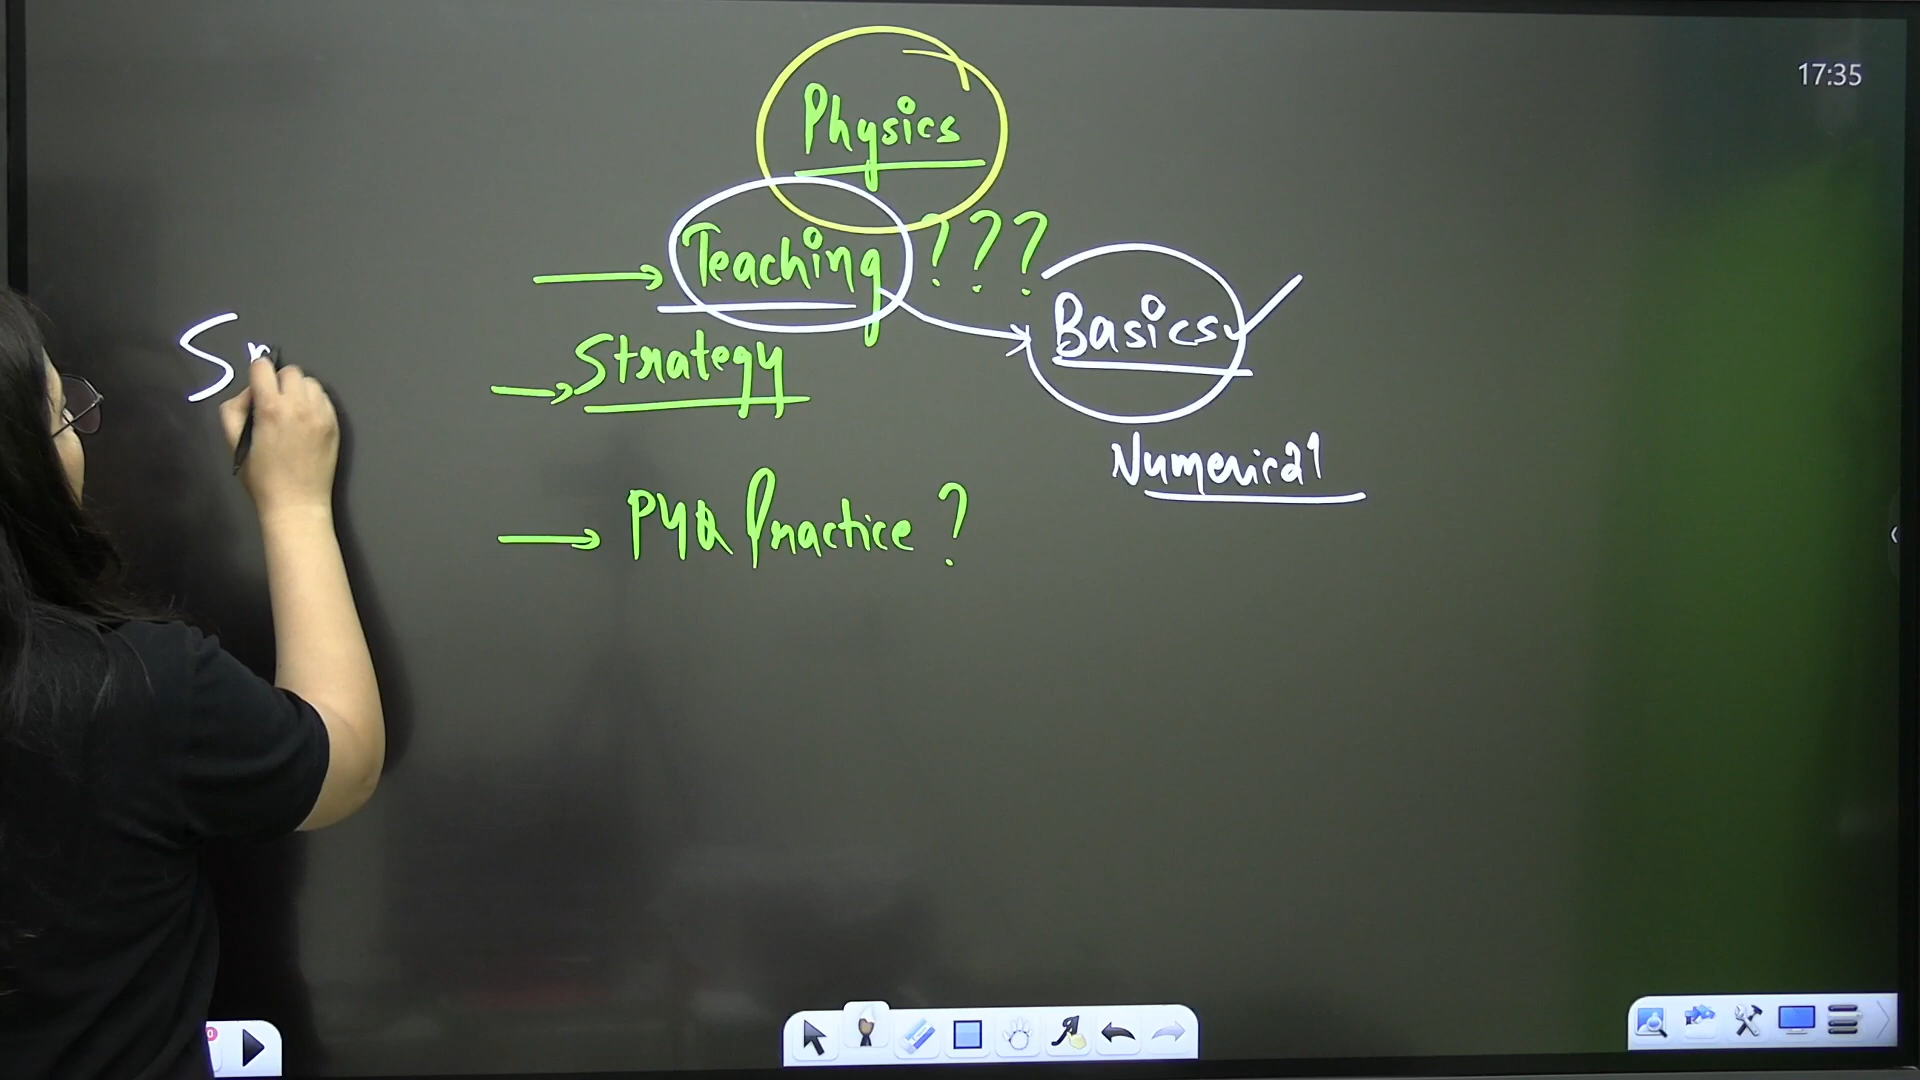 17:35
Physics
→ Teaching ???
Basics
→ Strategy
Numerical
→ PYQ Practice ?